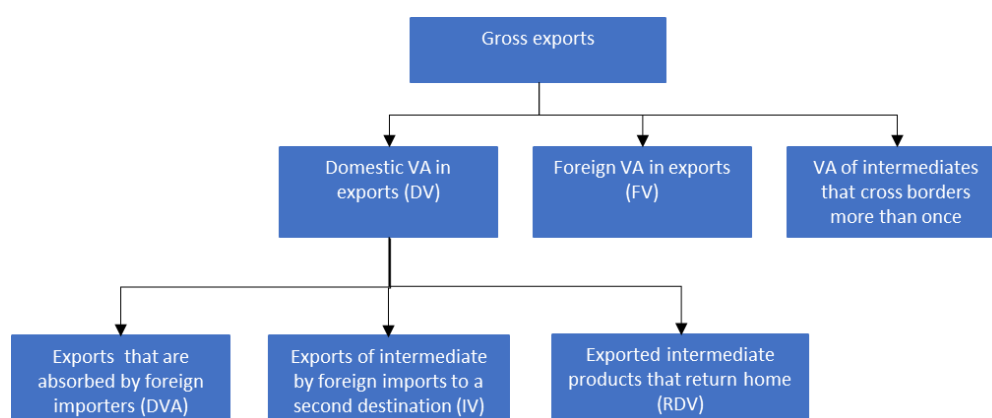 Gross exports
Domestic VA in
exports (DV)
Foreign VA in exports
(FV)
VA of intermediates
that cross borders
more than once
Exports that are
absorbed by foreign
importers (DVA)
Exports of intermediate
by foreign imports to a
second destination (IV)
Exported intermediate
products that return home
(RDV)